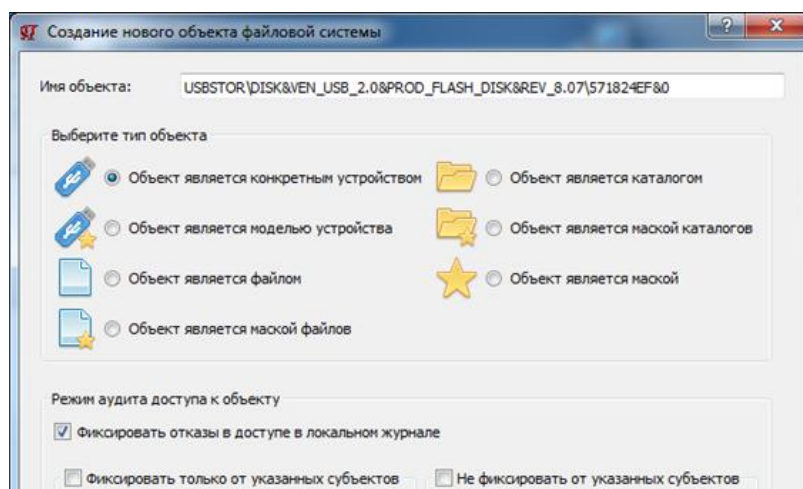 Создание нового объекта файловой системы
Имя объекта: USBSTOR\DISK&VEN_USB_2.0&PROD_FLASH_DISK&REV_8.07\571824EF&0
Выберите тип объекта
Объект является конкретным устройством Объект является каталогом
Объект является моделью устройства Объект является маской каталогов
Объект является файлом Объект является маской
Объект является маской файлов
Режим аудита доступа к объекту
Фиксировать отказы в доступе в локальном журнале
Фиксировать только от указанных субъектов Не фиксировать от указанных субъектов